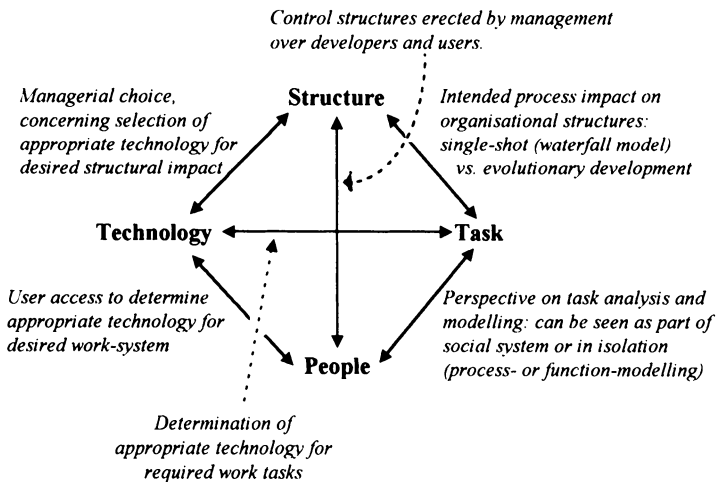 Control structures erected by management
over developers and users.
Managerial choice,
concerning selection of
appropriate technology for
desired structural impact
Structure
Intended process impact on
organisational structures:
single-shot (waterfall model)
vs. evolutionary development
Technology
Task
User access to determine
appropriate technology for
desired work-system
Perspective on task analysis and
modelling: can be seen as part of
social system or in isolation
(process- or function-modelling)
People
Determination of
appropriate technology for
required work tasks